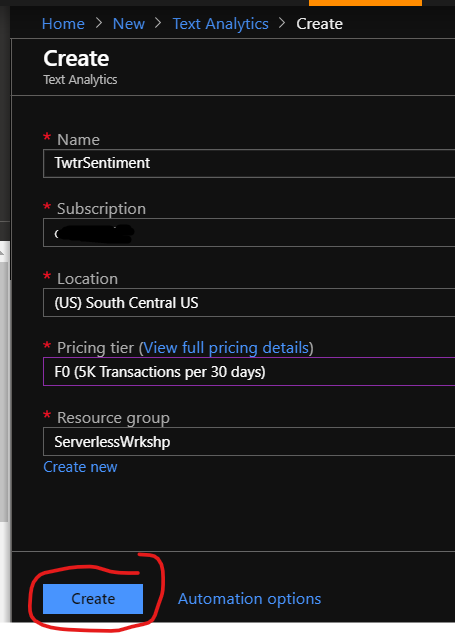 Home > New > Text Analytics > Create
Create
Text Analytics
* Name
TwtrSentiment
* Subscription
* Location
(US) South Central US
* Pricing tier (View full pricing details)
F0 (5K Transactions per 30 days)
* Resource group
ServerlessWrkshp
Create new
Create
Automation options